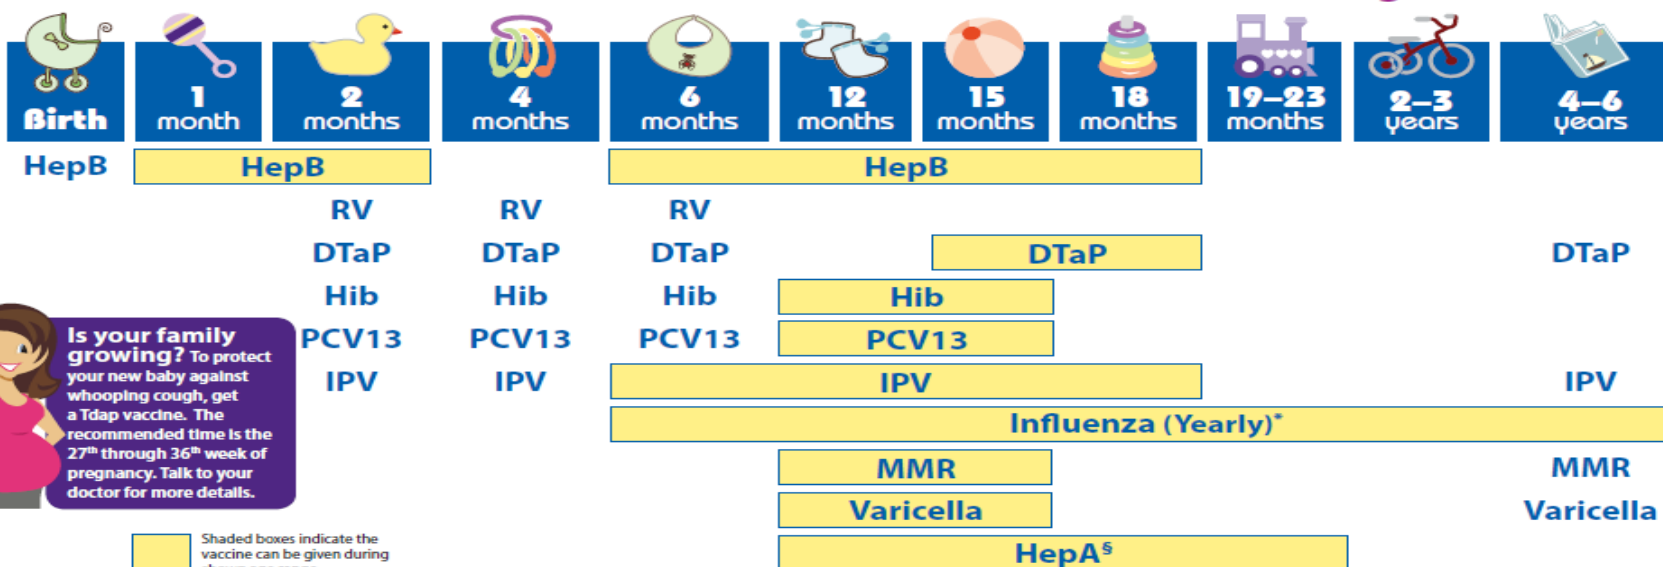 Birth
1 month
2 months
4 months
6 months
12 months
15 months
18 months
19–23 months
2–3 years
4–6 years
HepB HepB HepB
RV RV RV
DTaP DTaP DTaP DTaP DTaP
Hib Hib Hib Hib
PCV13 PCV13 PCV13 PCV13
IPV IPV IPV IPV
Influenza (Yearly)*
MMR MMR
Varicella Varicella
HepA§
Is your family
growing? To protect
your new baby against
whooping cough, get
a Tdap vaccine. The
recommended time is the
27th through 36th week of
pregnancy. Talk to your
doctor for more details.
Shaded boxes indicate the
vaccine can be given during